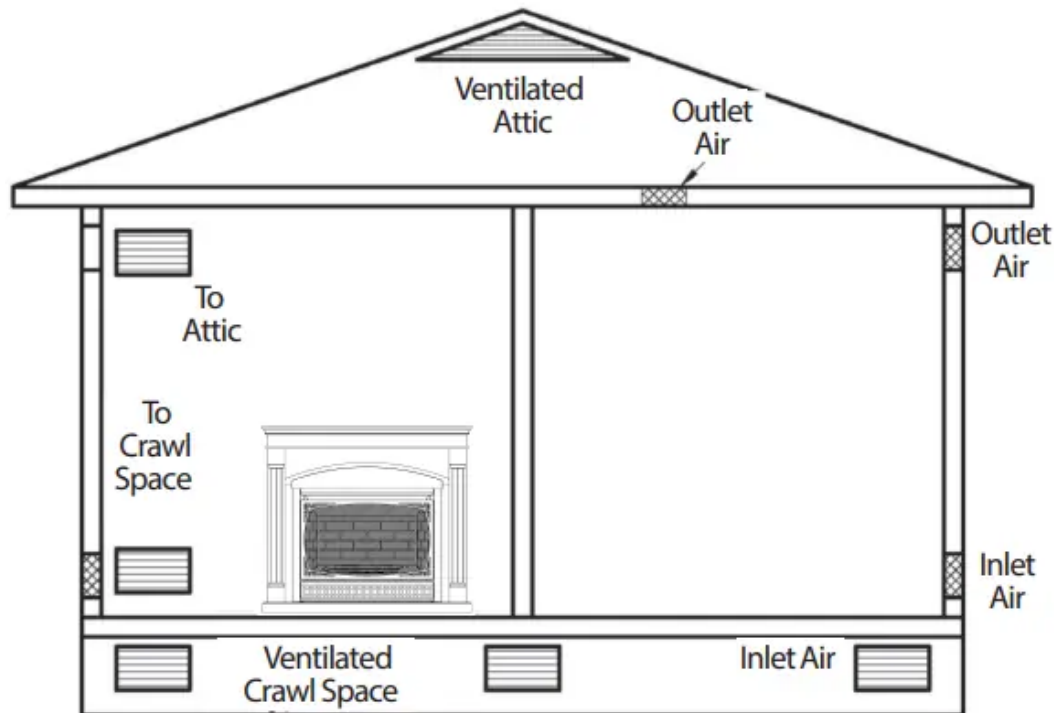 Ventilated
Attic
Outlet
Air
Outlet
Air
To
Attic
To
Crawl
Space
Inlet
Air
Ventilated
Crawl Space
Inlet Air